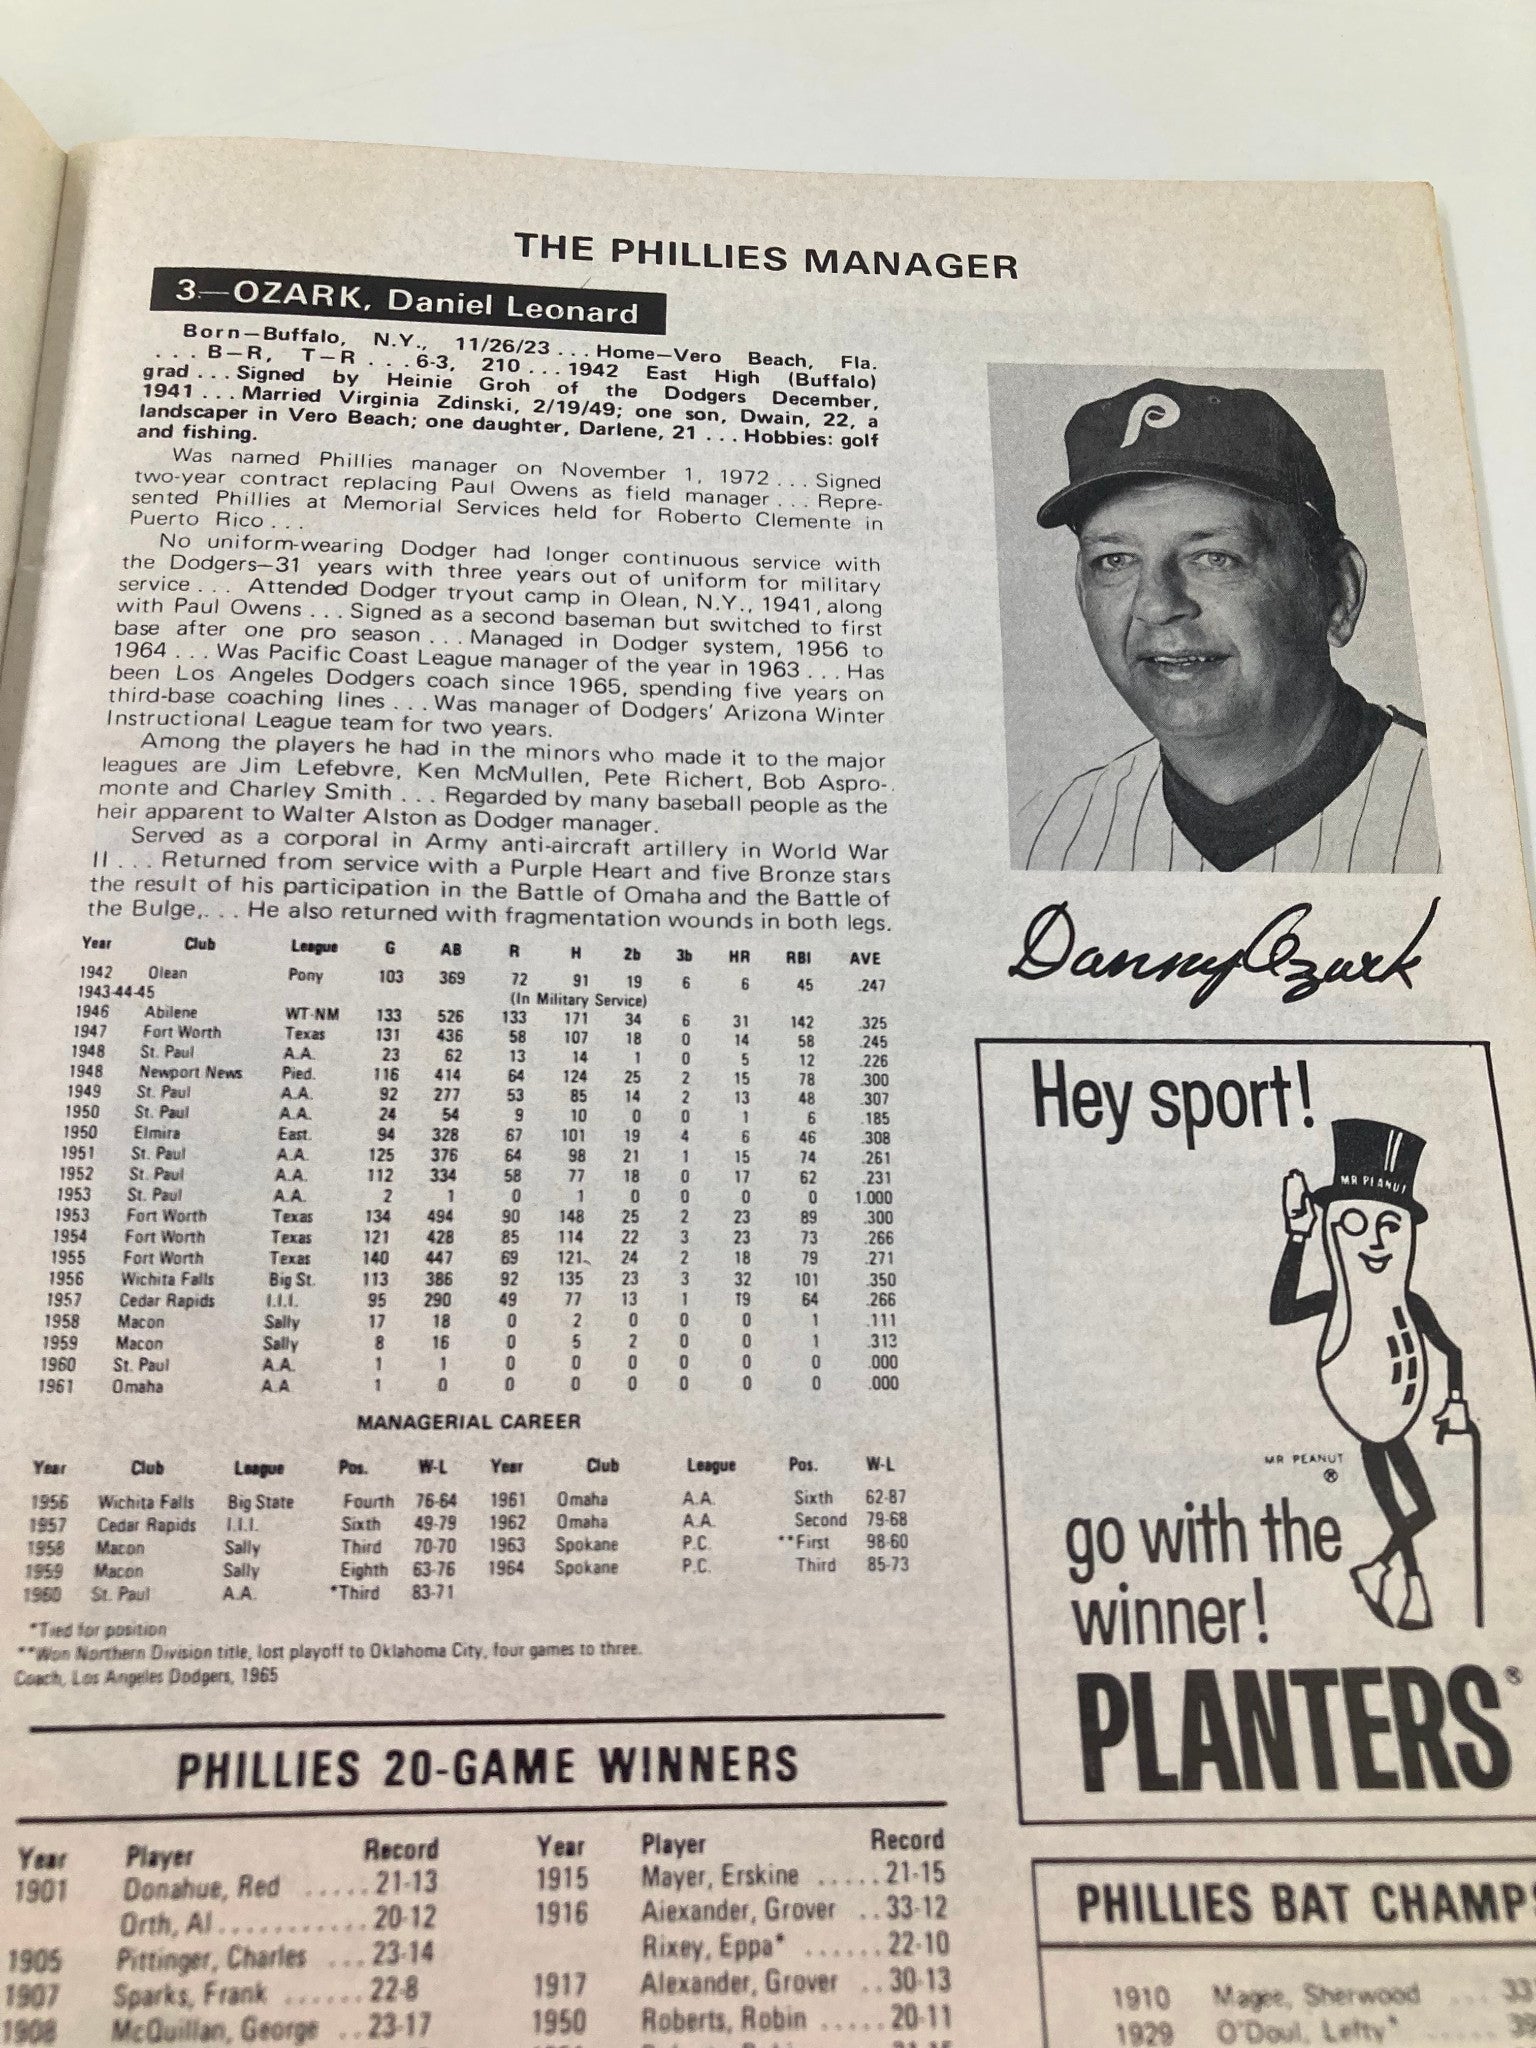 THE PHILLIES MANAGER
3—OZARK, Daniel Leonard
Born—Buffalo, N.Y., 11/26/23 . . . Home—Vero Beach, Fla.
. . . B—R, T—R . . . 6-3, 210 . . . 1942 East High (Buffalo)
grad . . . Signed by Heinie Groh of the Dodgers December,
1941 . . . Married Virginia Zdinski, 2/19/49; one son, Dwain, 22, a
landscaper in Vero Beach; one daughter, Darlene, 21 . . . Hobbies: golf
and fishing.
Was named Phillies manager on November 1, 1972 . . . Signed
two-year contract replacing Paul Owens as field manager . . . Repre-
sented Phillies at Memorial Services held for Roberto Clemente in
Puerto Rico . . .
No uniform-wearing Dodger had longer continuous service with
the Dodgers—31 years with three years out of uniform for military
service . . . Attended Dodger tryout camp in Olean, N.Y., 1941, along
with Paul Owens . . . Signed as a second baseman but switched to first
base after one pro season . . . Managed in Dodger system, 1956 to
1964 . . . Was Pacific Coast League manager of the year in 1963 . . . Has
been Los Angeles Dodgers coach since 1965, spending five years on
third-base coaching lines . . . Was manager of Dodgers' Arizona Winter
Instructional League team for two years.
Among the players he had in the minors who made it to the major
leagues are Jim Lefebvre, Ken McMullen, Pete Richert, Bob Aspro-
monte and Charley Smith . . . Regarded by many baseball people as the
heir apparent to Walter Alston as Dodger manager.
Served as a corporal in Army anti-aircraft artillery in World War
II . . . Returned from service with a Purple Heart and five Bronze stars
the result of his participation in the Battle of Omaha and the Battle of
the Bulge,. . . He also returned with fragmentation wounds in both legs.
Year Club League G AB R H 2b 3b HR RBI AVE
1942 Olean Pony 103 369 72 91 19 6 6 45 .247
1943-44-45 (In Military Service)
1946 Abilene WT-NM 133 526 133 171 34 6 31 142 .325
1947 Fort Worth Texas 131 436 58 107 18 0 14 58 .245
1948 St. Paul A.A. 23 62 13 14 1 0 5 12 .226
1948 Newport News Pied. 116 414 64 124 25 2 15 78 .300
1949 St. Paul A.A. 92 277 53 85 14 2 13 48 .307
1950 St. Paul A.A. 24 54 9 10 0 0 1 6 .185
1950 Elmira East. 94 328 67 101 19 4 6 46 .308
1951 St. Paul A.A. 125 376 64 98 21 1 15 74 .261
1952 St. Paul A.A. 112 334 58 77 18 0 17 62 .231
1953 St. Paul A.A. 2 1 0 1 0 0 0 0 1.000
1953 Fort Worth Texas 134 494 90 148 25 2 23 89 .300
1954 Fort Worth Texas 121 428 85 114 22 3 23 73 .266
1955 Fort Worth Texas 140 447 69 121 24 2 18 79 .271
1956 Wichita Falls Big St. 113 386 92 135 23 3 32 101 .350
1957 Cedar Rapids I.I.I. 95 290 49 77 13 1 19 64 .266
1958 Macon Sally 17 18 0 2 0 0 0 1 .111
1959 Macon Sally 8 16 0 5 2 0 0 1 .313
1960 St. Paul A.A. 1 1 0 0 0 0 0 0 .000
1961 Omaha A.A 1 0 0 0 0 0 0 0 .000
MANAGERIAL CAREER
Year Club League Pos. W-L Year Club League Pos. W-L
1956 Wichita Falls Big State Fourth 76-64 1961 Omaha A.A. Sixth 62-87
1957 Cedar Rapids I.I.I. Sixth 49-79 1962 Omaha A.A. Second 79-68
1958 Macon Sally Third 70-70 1963 Spokane P.C. **First 98-60
1959 Macon Sally Eighth 63-76 1964 Spokane P.C. Third 85-73
1960 St. Paul A.A. *Third 83-71
*Tied for position
**Won Northern Division title, lost playoff to Oklahoma City, four games to three.
Coach, Los Angeles Dodgers, 1965
PHILLIES 20-GAME WINNERS
Year Player Record Year Player Record
1901 Donahue, Red ......21-13 1915 Mayer, Erskine ......21-15
Orth, Al...........20-12 1916 Alexander, Grover ..33-12
1905 Pittinger, Charles ...23-14 Rixey, Eppa* ......22-10
1907 Sparks, Frank ......22-8 1917 Alexander, Grover ..30-13
1908 McQuillan, George ..23-17 1950 Roberts, Robin .....20-11
P
Danny Ozark
Hey sport!
MR PEANUT
MR PEANUT
®
go with the
winner!
PLANTERS®
PHILLIES BAT CHAMPS
1910 Magee, Sherwood ... 33
1929 O'Doul, Lefty* ..... 39